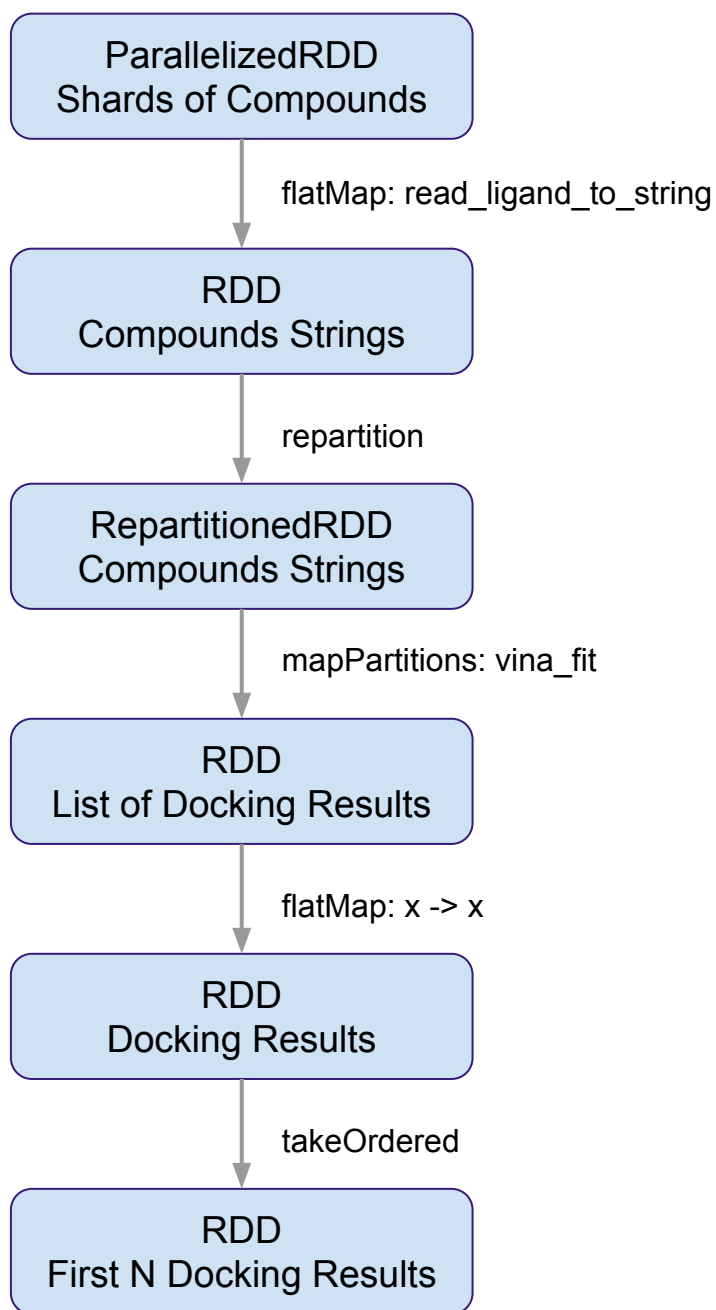 ParallelizedRDD
Shards of Compounds
flatMap: read_ligand_to_string
RDD
Compounds Strings
repartition
RepartitionedRDD
Compounds Strings
mapPartitions: vina_fit
RDD
List of Docking Results
flatMap: x -> x
RDD
Docking Results
takeOrdered
RDD
First N Docking Results